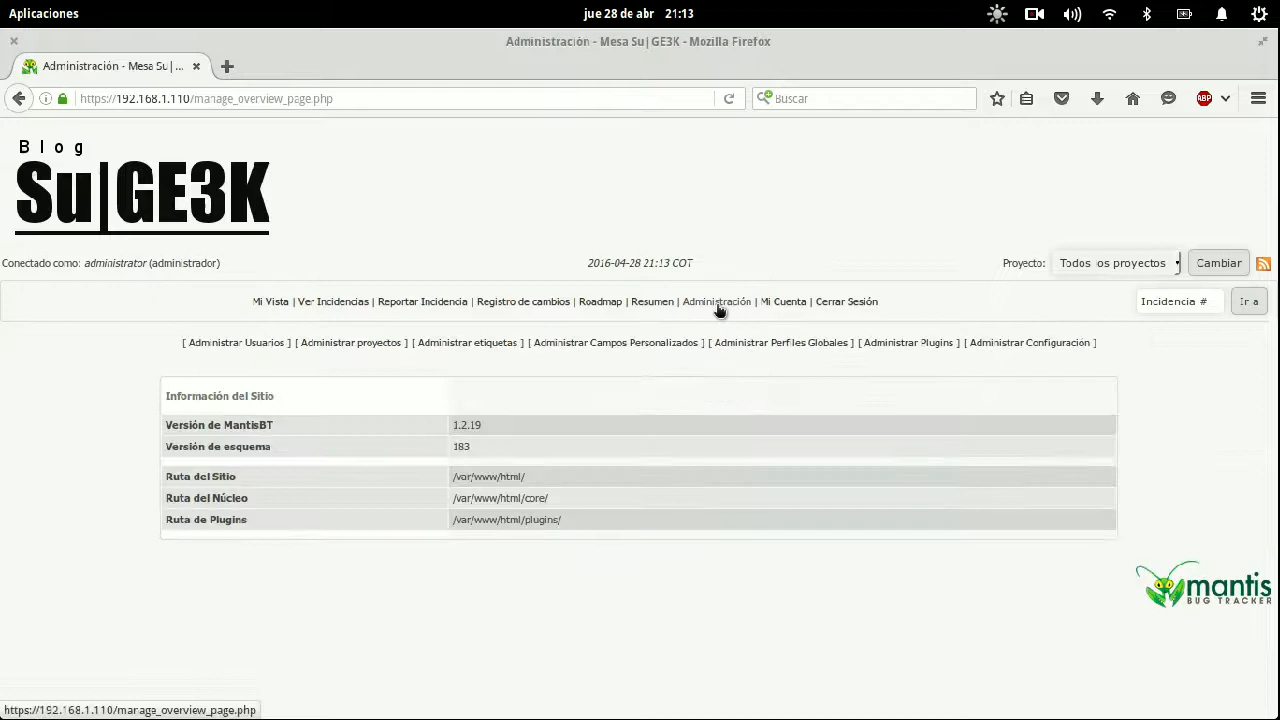 Aplicaciones jue 28 de abr 21:13
Administración - Mesa Su|GE3K - Mozilla Firefox
Administración - Mesa Su|...
https://192.168.1.110/manage_overview_page.php Buscar ABP
Blog
Su|GE3K
Conectado como: administrator (administrador) 2016-04-28 21:13 COT Proyecto: Todos los proyectos Cambiar
Mi Vista | Ver Incidencias | Reportar Incidencia | Registro de cambios | Roadmap | Resumen | Administración | Mi Cuenta | Cerrar Sesión Incidencia # Ir a
[ Administrar Usuarios ] [ Administrar proyectos ] [ Administrar etiquetas ] [ Administrar Campos Personalizados ] [ Administrar Perfiles Globales ] [ Administrar Plugins ] [ Administrar Configuración ]
Información del Sitio
Versión de MantisBT 1.2.19
Versión de esquema 183
Ruta del Sitio /var/www/html/
Ruta del Núcleo /var/www/html/core/
Ruta de Plugins /var/www/html/plugins/
mantis
BUG TRACKER
https://192.168.1.110/manage_overview_page.php